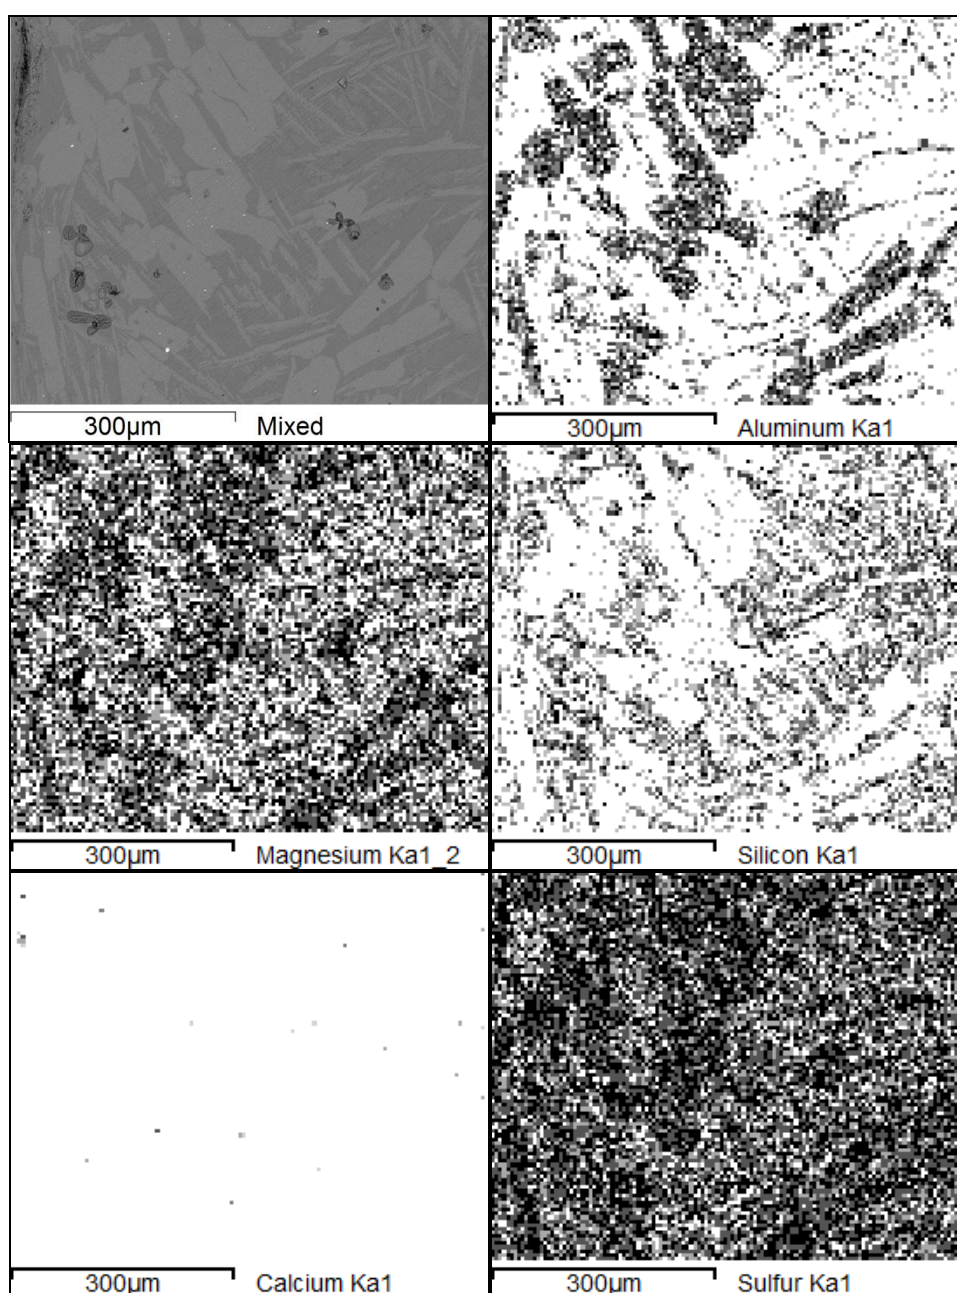 300µm Mixed
300µm Aluminum Ka1
300µm Magnesium Ka1_2
300µm Silicon Ka1
300µm Calcium Ka1
300µm Sulfur Ka1